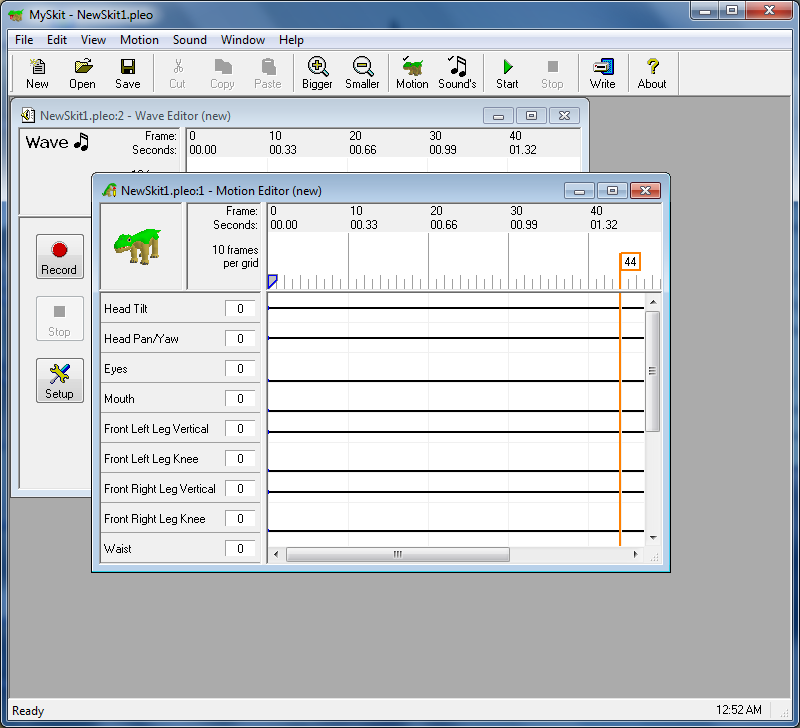 MySkit - NewSkit1.pleo
File Edit View Motion Sound Window Help
New Open Save Cut Copy Paste Bigger Smaller Motion Sound's Start Stop Write About
NewSkit1.pleo:2 - Wave Editor (new)
Wave
Frame: 0 10 20 30 40
Seconds: 00.00 00.33 00.66 00.99 01.32
Record
Stop
Setup
NewSkit1.pleo:1 - Motion Editor (new)
Frame: 0 10 20 30 40
Seconds: 00.00 00.33 00.66 00.99 01.32
10 frames
per grid
44
Head Tilt 0
Head Pan/Yaw 0
Eyes 0
Mouth 0
Front Left Leg Vertical 0
Front Left Leg Knee 0
Front Right Leg Vertical 0
Front Right Leg Knee 0
Waist 0
Ready 12:52 AM